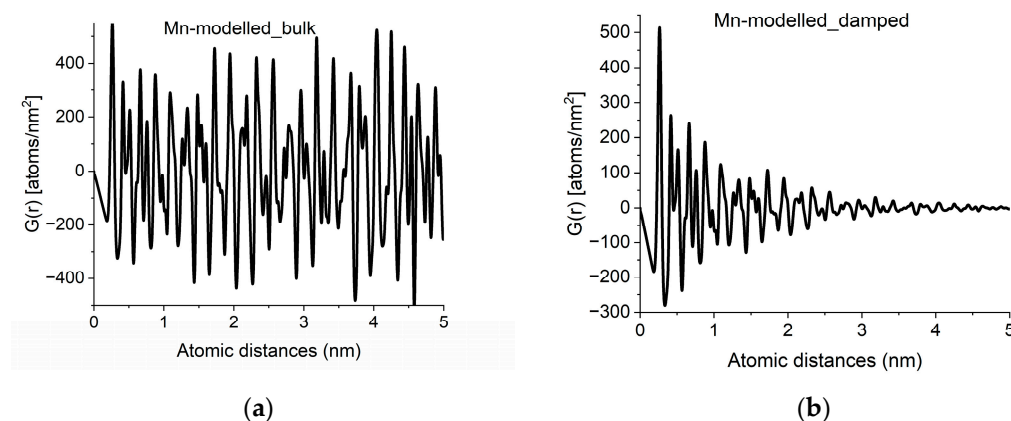 Mn-modelled_bulk
G(r) [atoms/nm²]
400
200
0
−200
−400
0 1 2 3 4 5
Atomic distances (nm)
(a)
Mn-modelled_damped
G(r) [atoms/nm²]
500
400
300
200
100
0
−100
−200
−300
0 1 2 3 4 5
Atomic distances (nm)
(b)